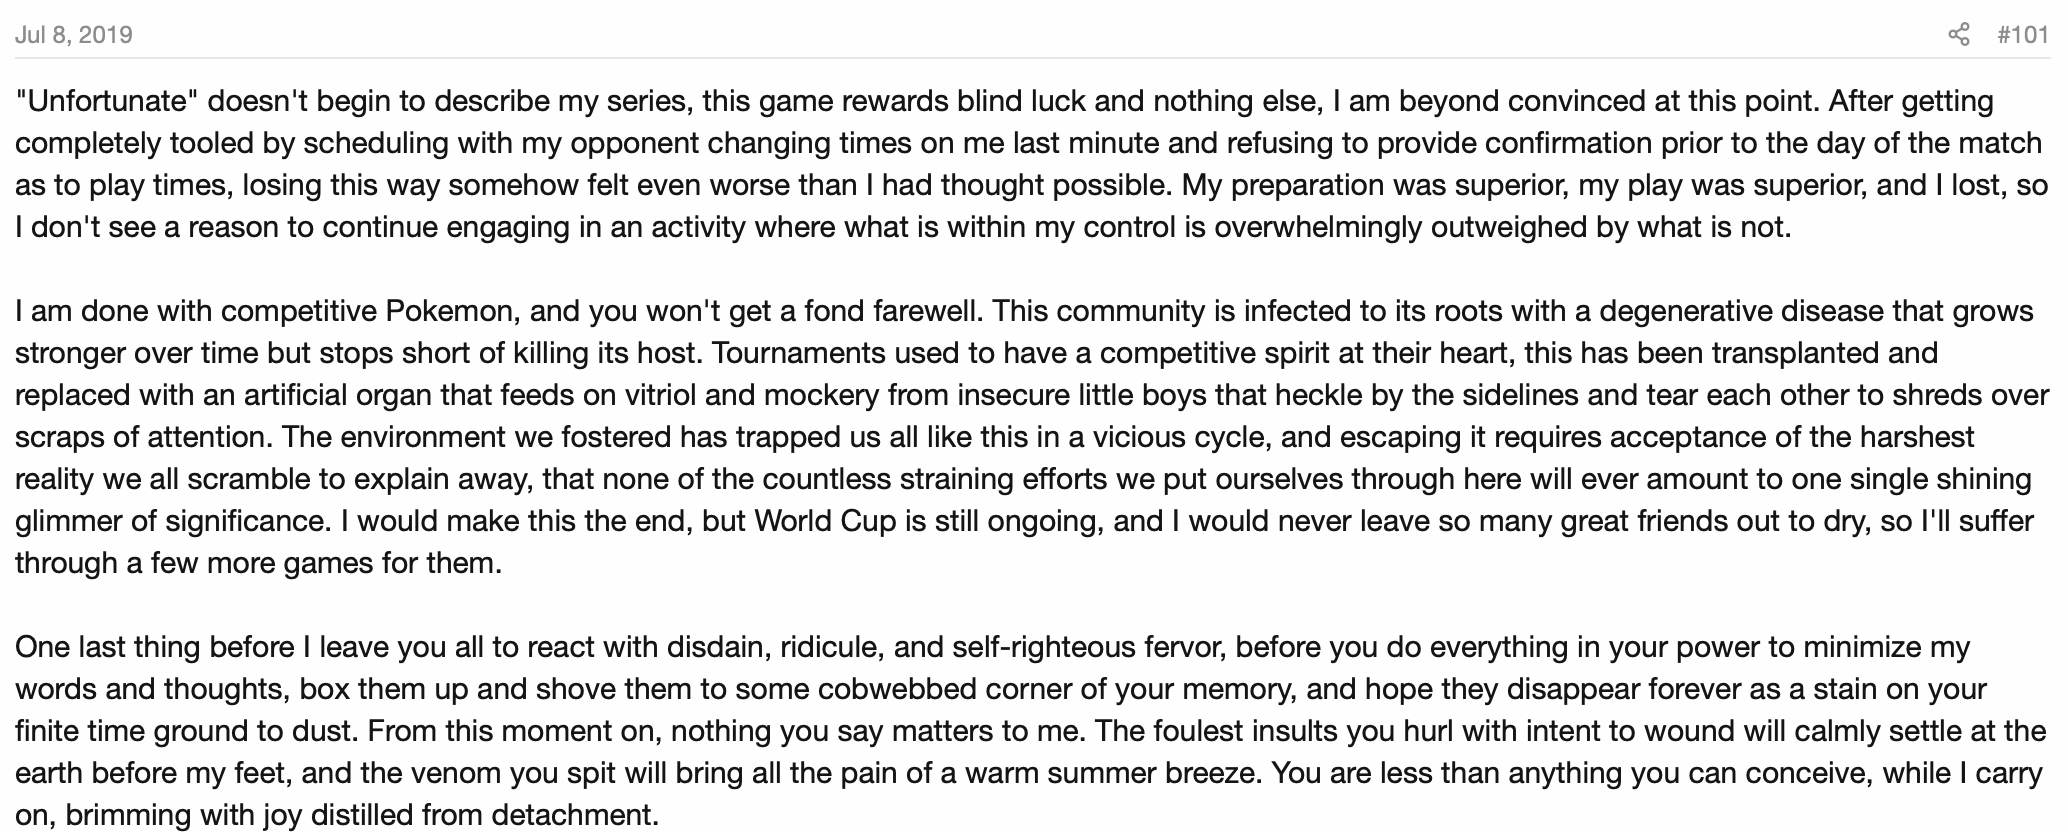 Jul 8, 2019 #101
"Unfortunate" doesn't begin to describe my series, this game rewards blind luck and nothing else, I am beyond convinced at this point. After getting
completely tooled by scheduling with my opponent changing times on me last minute and refusing to provide confirmation prior to the day of the match
as to play times, losing this way somehow felt even worse than I had thought possible. My preparation was superior, my play was superior, and I lost, so
I don't see a reason to continue engaging in an activity where what is within my control is overwhelmingly outweighed by what is not.
I am done with competitive Pokemon, and you won't get a fond farewell. This community is infected to its roots with a degenerative disease that grows
stronger over time but stops short of killing its host. Tournaments used to have a competitive spirit at their heart, this has been transplanted and
replaced with an artificial organ that feeds on vitriol and mockery from insecure little boys that heckle by the sidelines and tear each other to shreds over
scraps of attention. The environment we fostered has trapped us all like this in a vicious cycle, and escaping it requires acceptance of the harshest
reality we all scramble to explain away, that none of the countless straining efforts we put ourselves through here will ever amount to one single shining
glimmer of significance. I would make this the end, but World Cup is still ongoing, and I would never leave so many great friends out to dry, so I'll suffer
through a few more games for them.
One last thing before I leave you all to react with disdain, ridicule, and self-righteous fervor, before you do everything in your power to minimize my
words and thoughts, box them up and shove them to some cobwebbed corner of your memory, and hope they disappear forever as a stain on your
finite time ground to dust. From this moment on, nothing you say matters to me. The foulest insults you hurl with intent to wound will calmly settle at the
earth before my feet, and the venom you spit will bring all the pain of a warm summer breeze. You are less than anything you can conceive, while I carry
on, brimming with joy distilled from detachment.